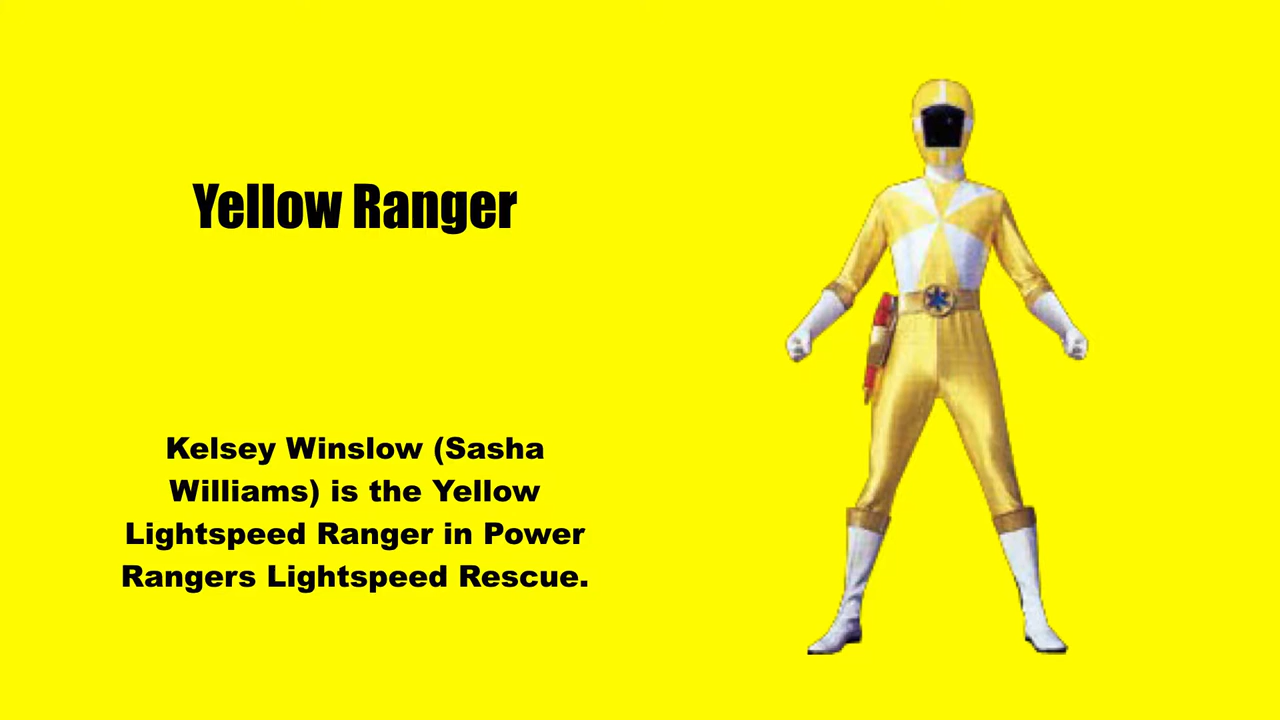 Yellow Ranger
Kelsey Winslow (Sasha
Williams) is the Yellow
Lightspeed Ranger in Power
Rangers Lightspeed Rescue.